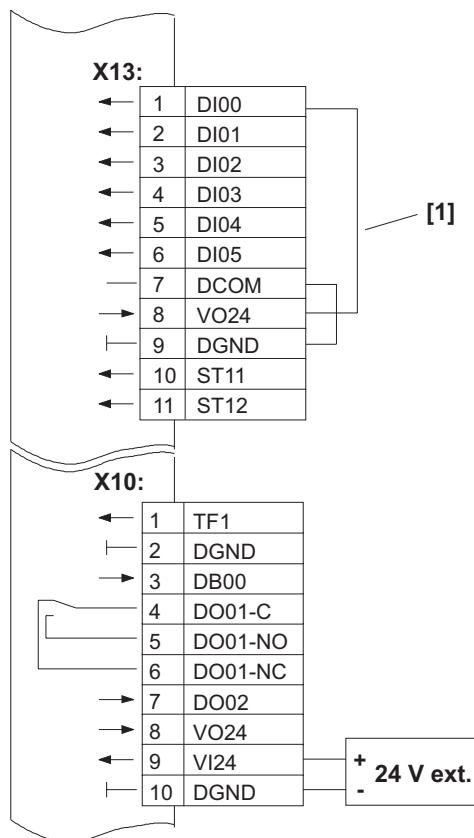 X13:
1 DI00
2 DI01
3 DI02
4 DI03
5 DI04
6 DI05
7 DCOM
8 VO24
9 DGND
10 ST11
11 ST12
[1]
X10:
1 TF1
2 DGND
3 DB00
4 DO01-C
5 DO01-NO
6 DO01-NC
7 DO02
8 VO24
9 VI24
10 DGND
+
24 V ext.
-